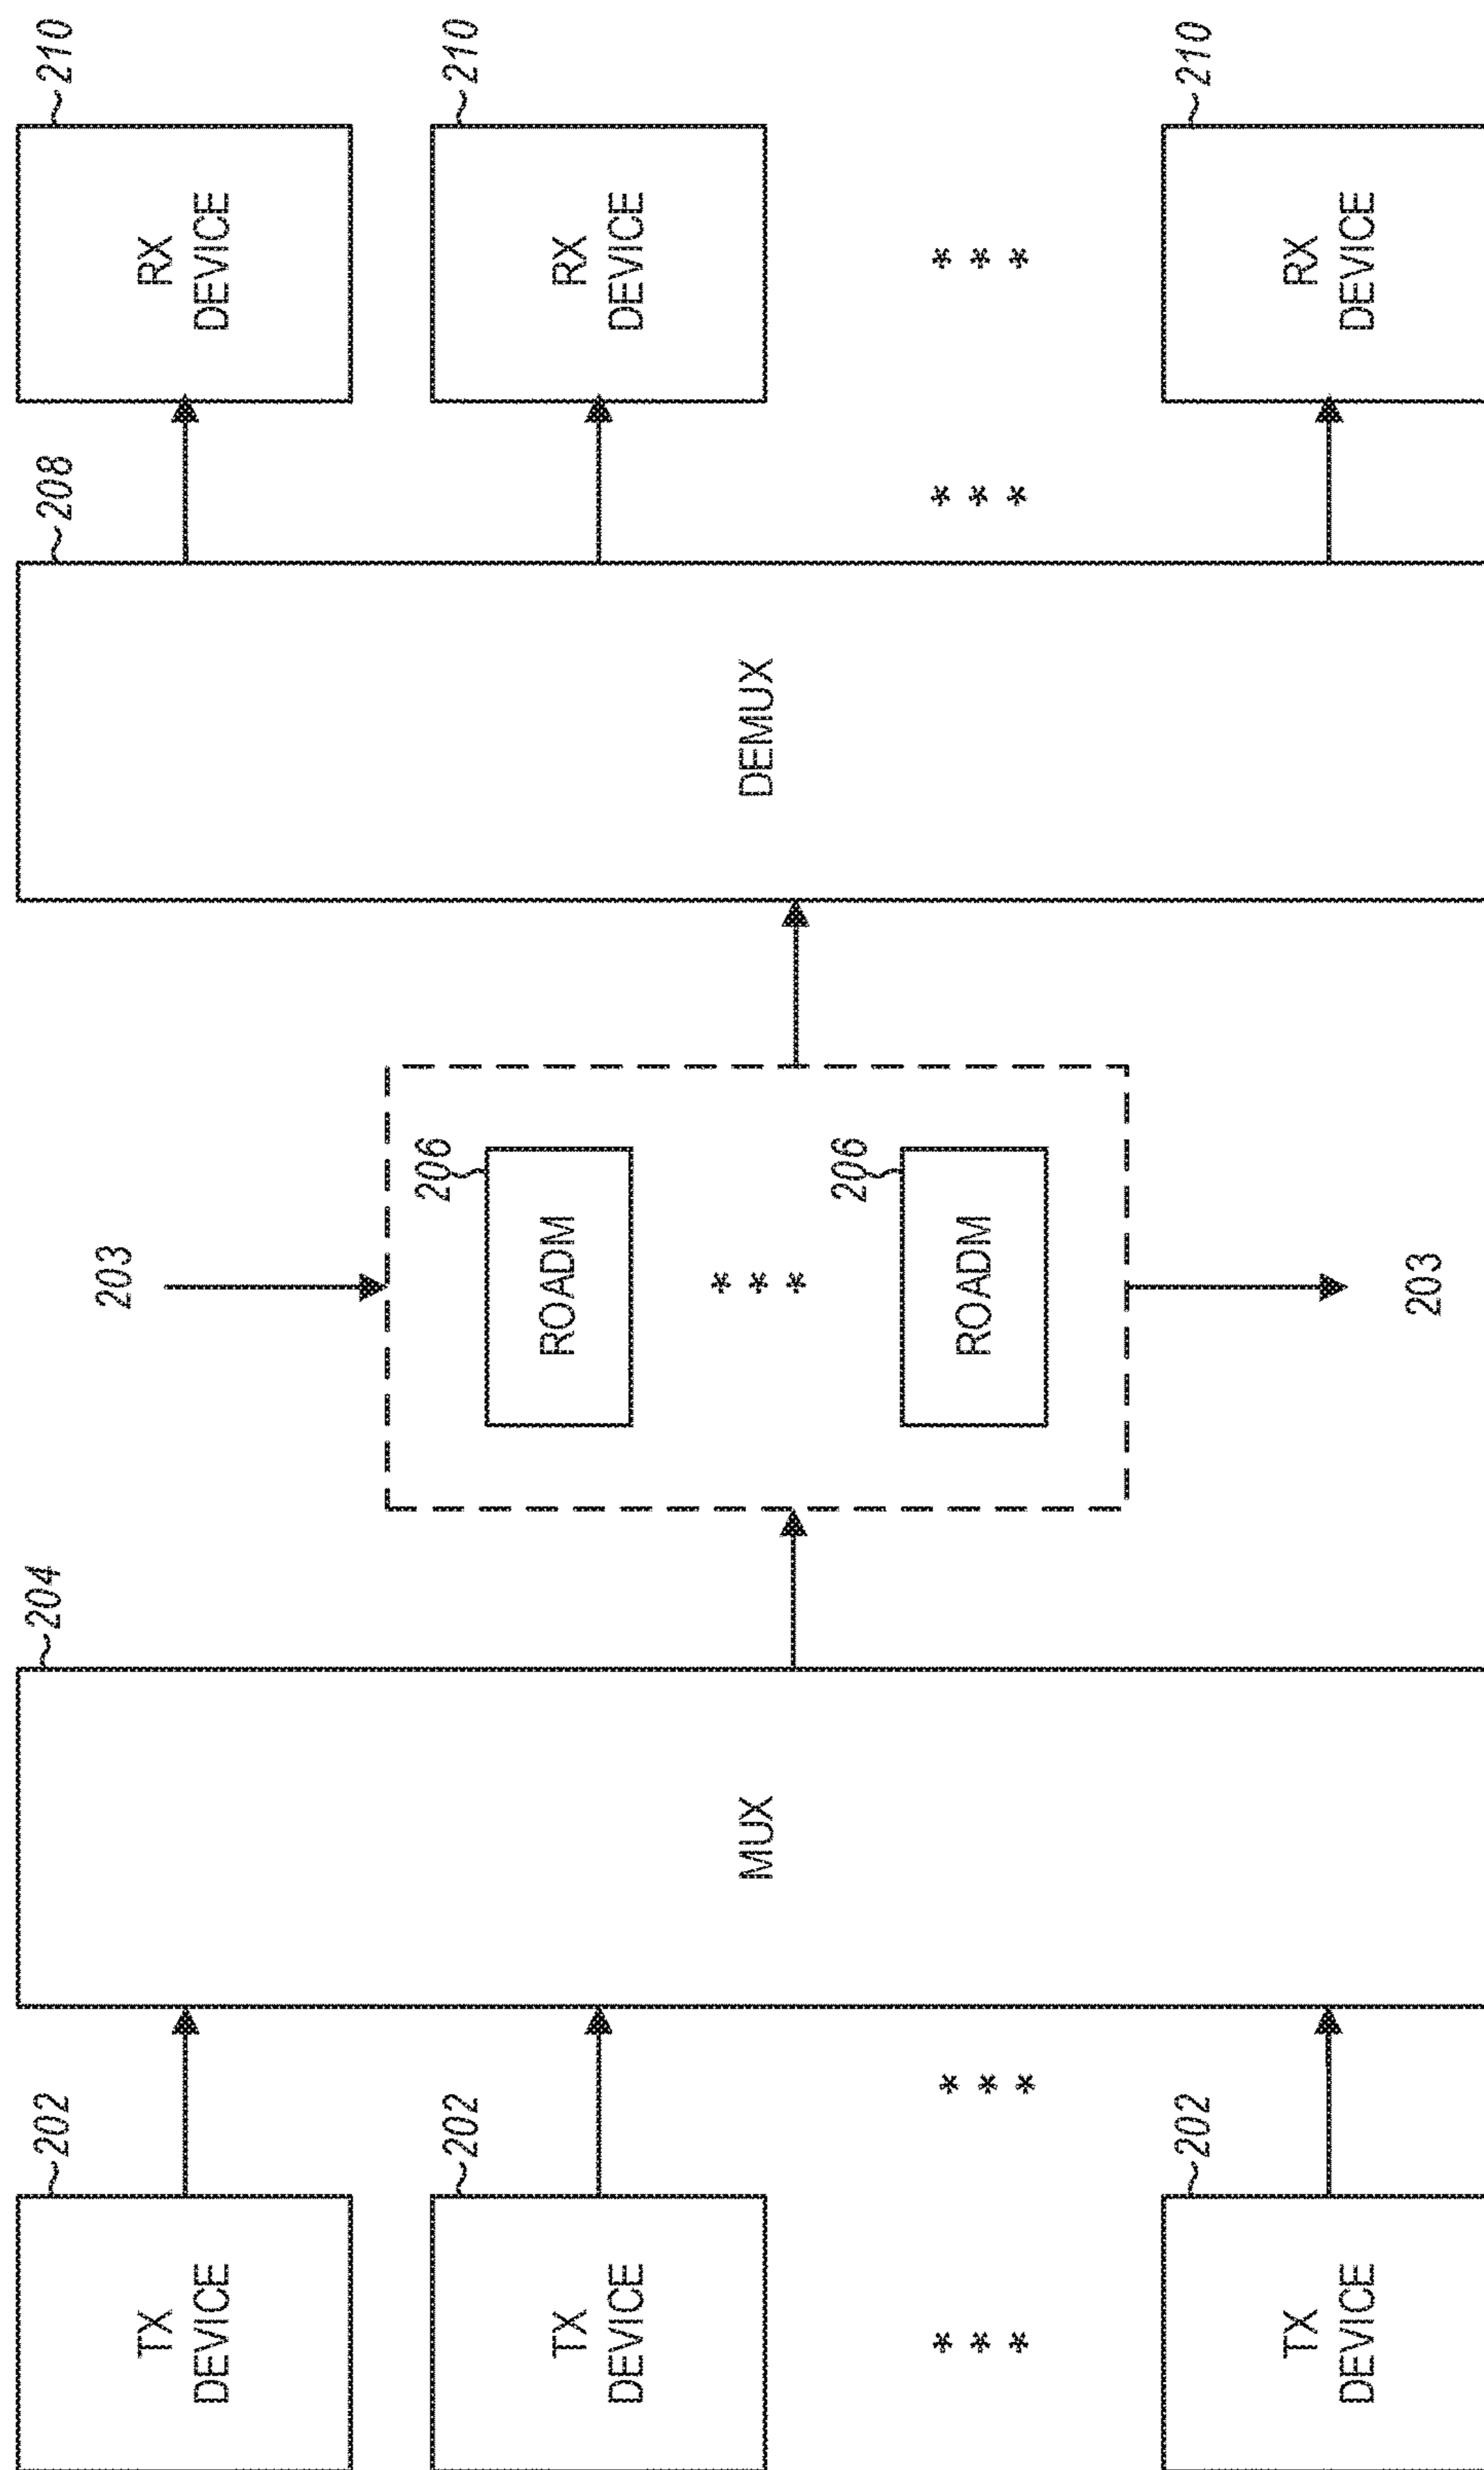 202
TX
DEVICE
202
TX
DEVICE
* * *
202
TX
DEVICE
* * *
204
MUX
203
206
ROADM
* * *
206
ROADM
203
208
DEMUX
* * *
210
RX
DEVICE
210
RX
DEVICE
* * *
210
RX
DEVICE